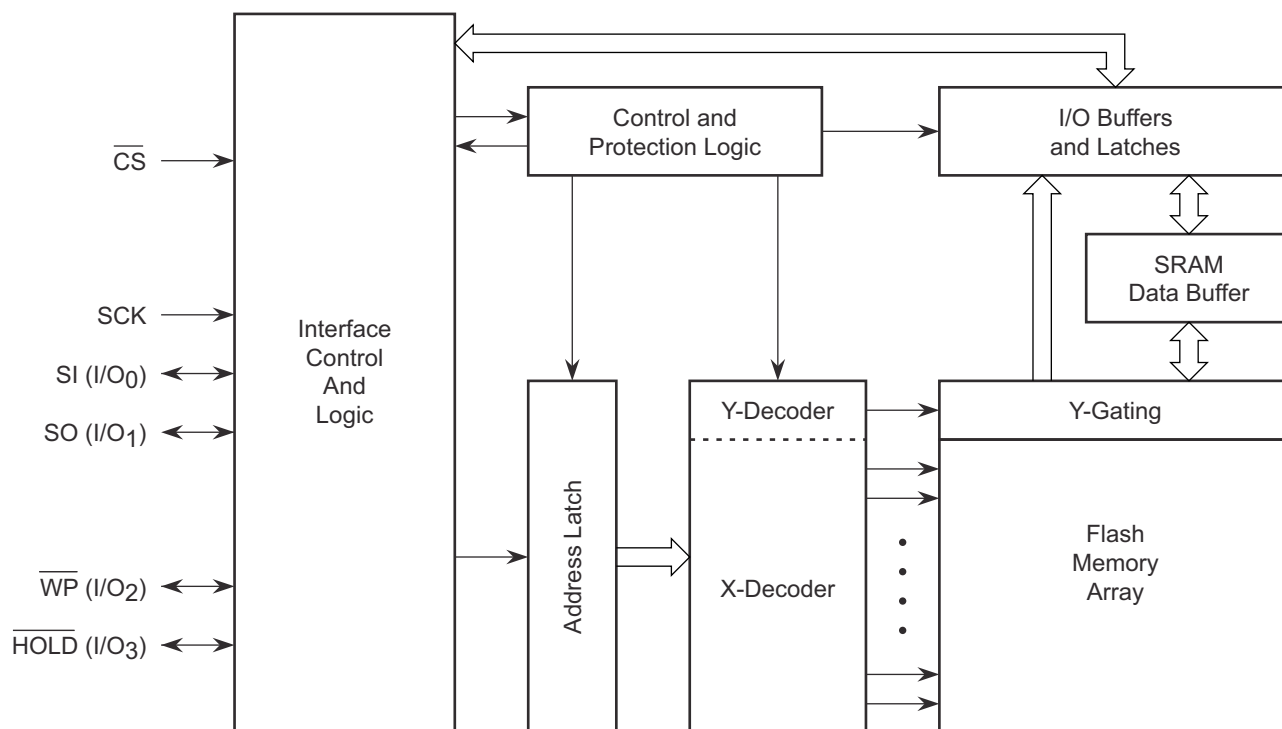 Control and
Protection Logic
I/O Buffers
and Latches
CS
SRAM
Data Buffer
SCK
Interface
Control
And
Logic
SI (I/O0)
SO (I/O1)
Y-Decoder
Y-Gating
Address Latch
X-Decoder
Flash
Memory
Array
WP (I/O2)
HOLD (I/O3)